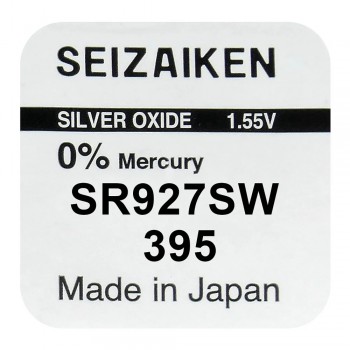 SEIZAIKEN
SILVER OXIDE 1.55V
0% Mercury
SR927SW
395
Made in Japan